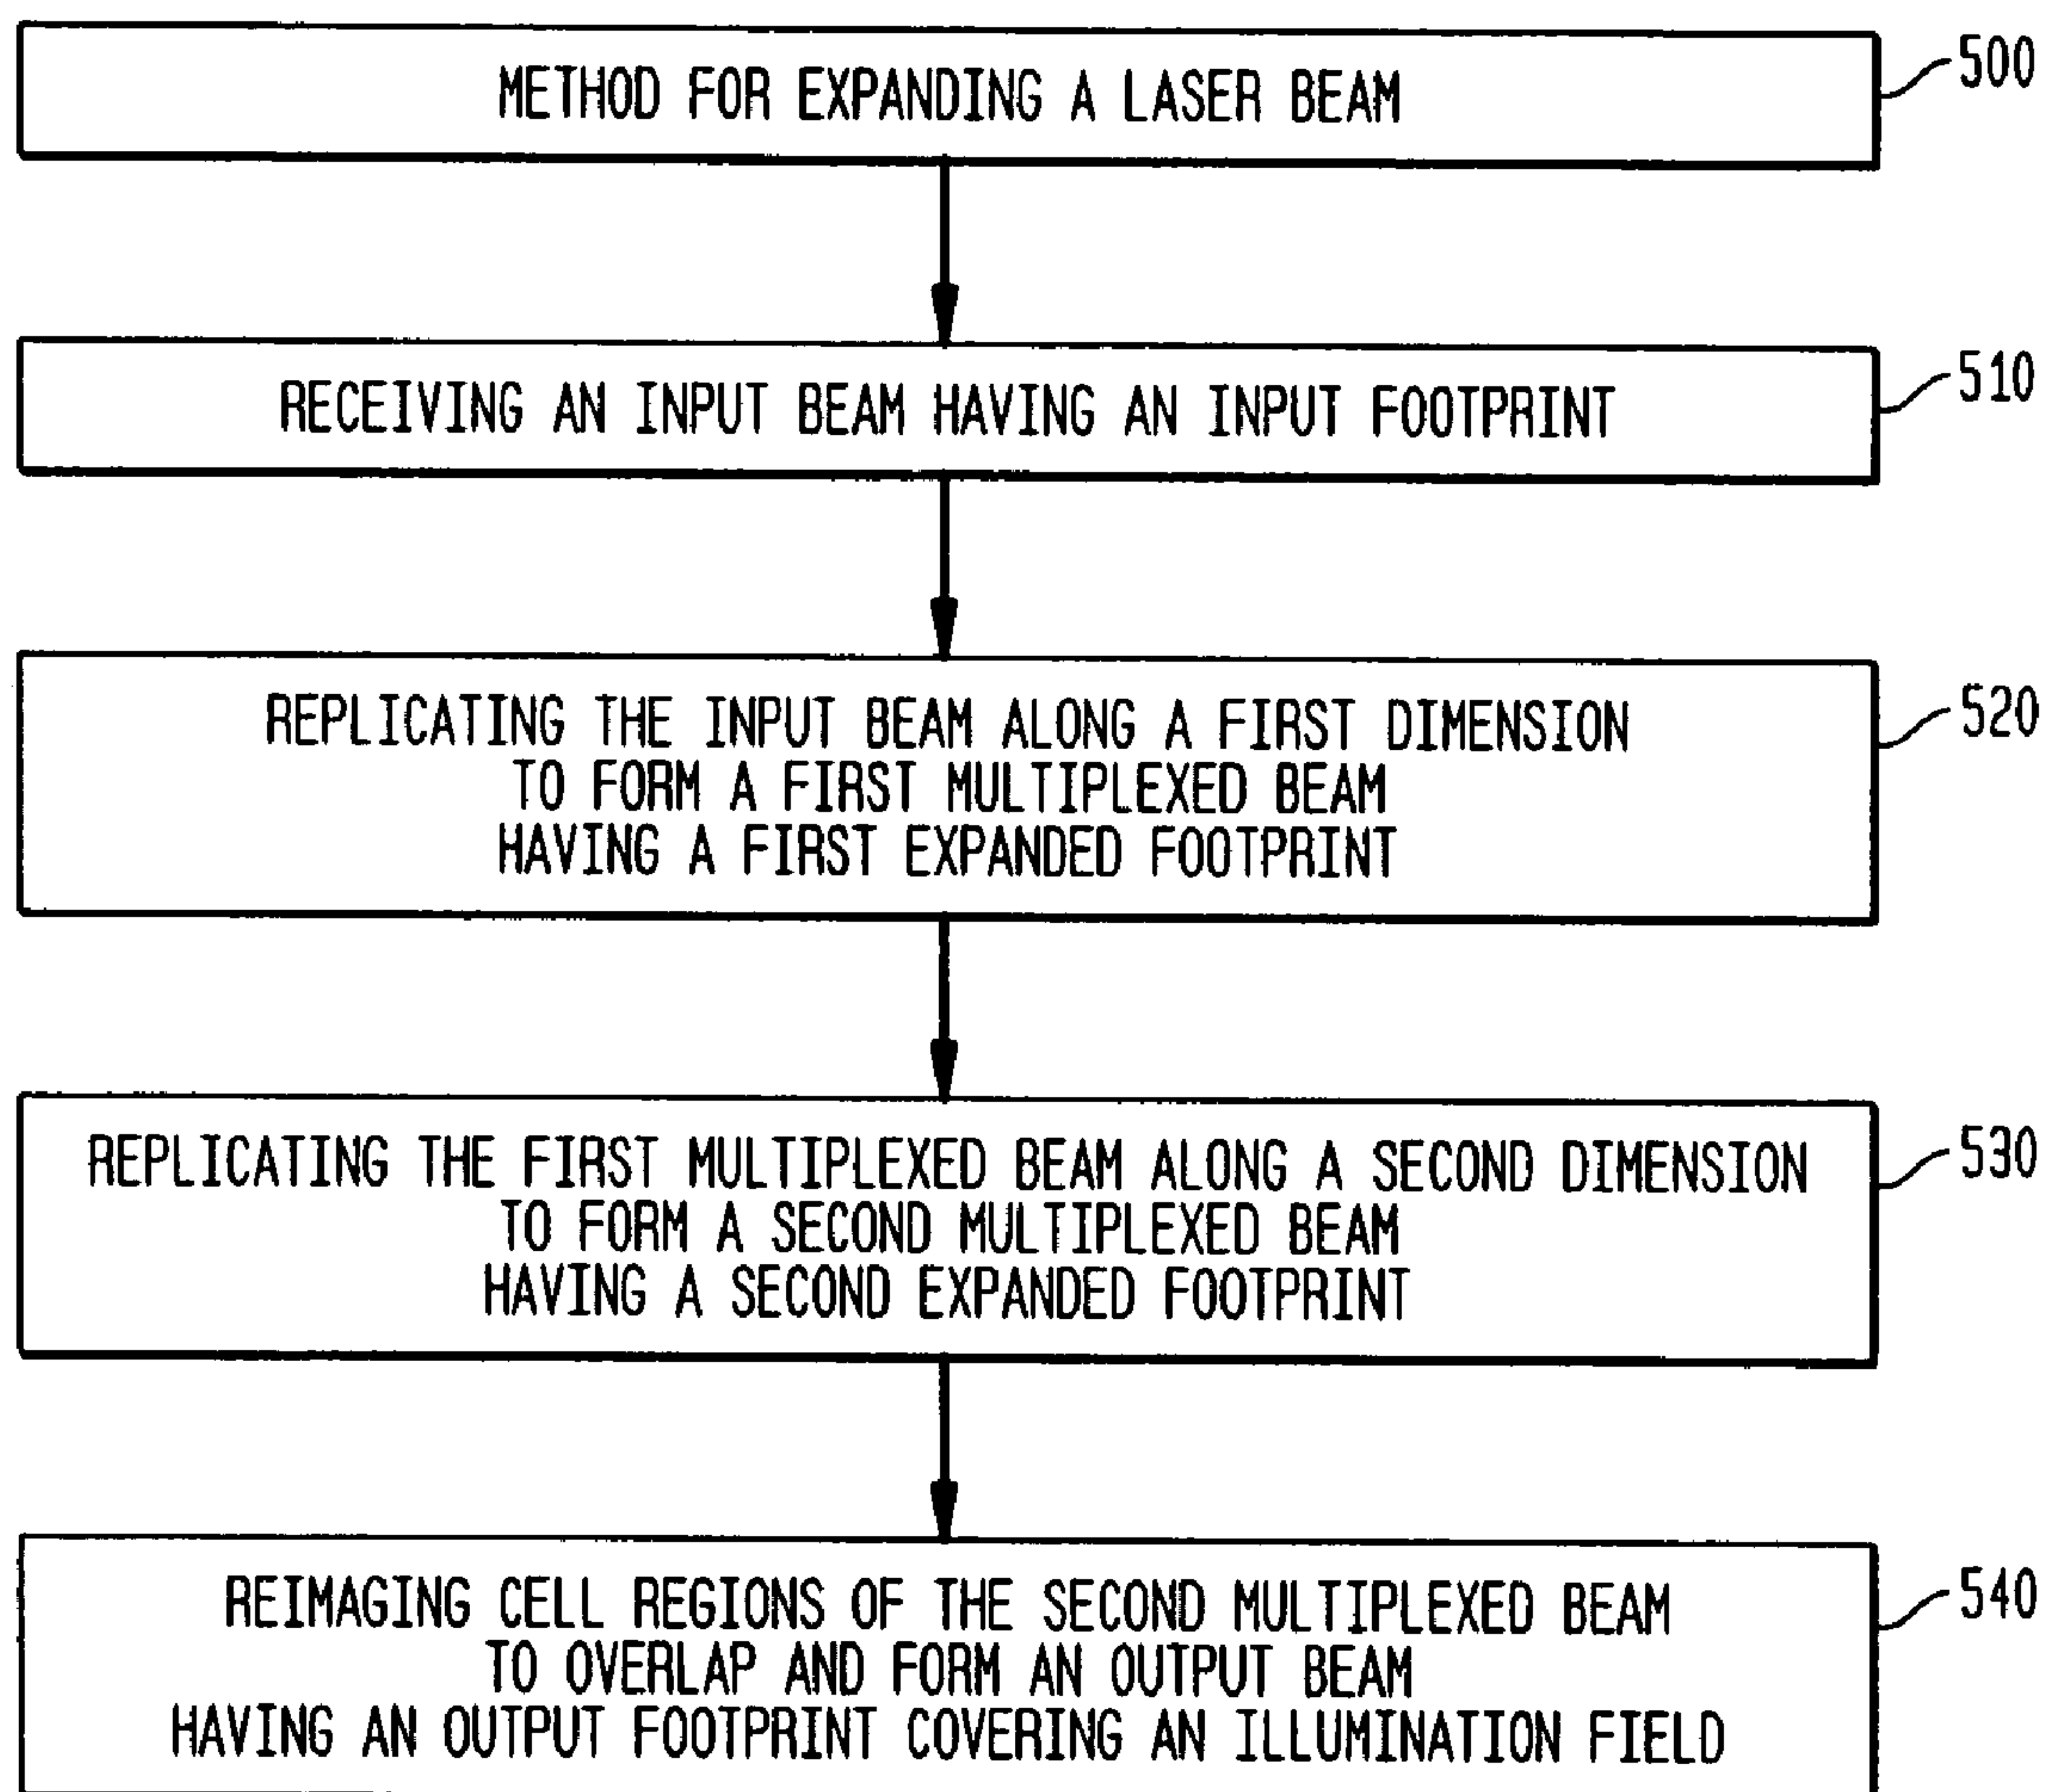 METHOD FOR EXPANDING A LASER BEAM
500
RECEIVING AN INPUT BEAM HAVING AN INPUT FOOTPRINT
510
REPLICATING THE INPUT BEAM ALONG A FIRST DIMENSION
TO FORM A FIRST MULTIPLEXED BEAM
HAVING A FIRST EXPANDED FOOTPRINT
520
REPLICATING THE FIRST MULTIPLEXED BEAM ALONG A SECOND DIMENSION
TO FORM A SECOND MULTIPLEXED BEAM
HAVING A SECOND EXPANDED FOOTPRINT
530
REIMAGING CELL REGIONS OF THE SECOND MULTIPLEXED BEAM
TO OVERLAP AND FORM AN OUTPUT BEAM
HAVING AN OUTPUT FOOTPRINT COVERING AN ILLUMINATION FIELD
540